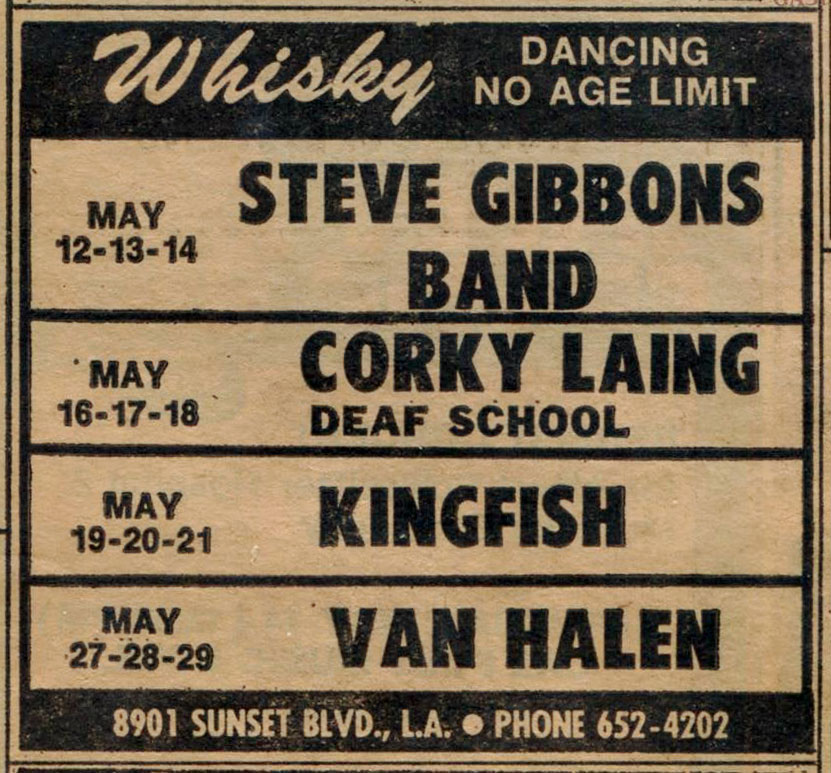 Whisky
DANCING
NO AGE LIMIT
MAY
12-13-14
STEVE GIBBONS
BAND
MAY
16-17-18
CORKY LAING
DEAF SCHOOL
MAY
19-20-21
KINGFISH
MAY
27-28-29
VAN HALEN
8901 SUNSET BLVD., L.A. ● PHONE 652-4202